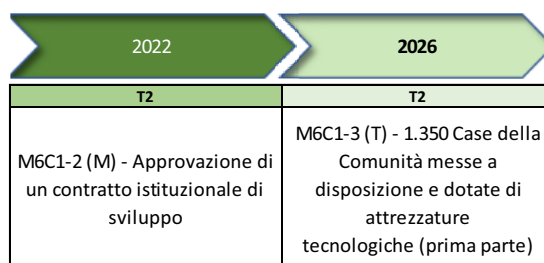 2022
2026
T2
T2
M6C1-2 (M) - Approvazione di
un contratto istituzionale di
sviluppo
M6C1-3 (T) - 1.350 Case della
Comunità messe a
disposizione e dotate di
attrezzature
tecnologiche (prima parte)